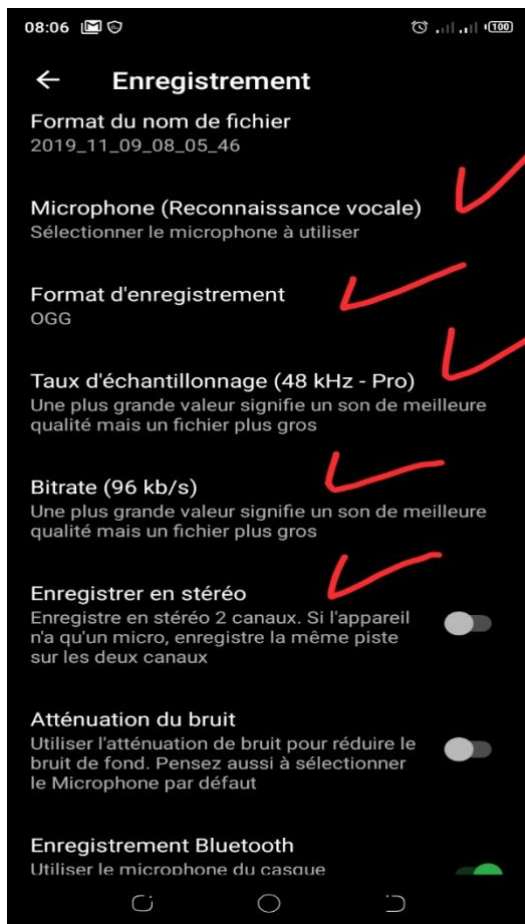 08:06
100
Enregistrement
Format du nom de fichier
2019_11_09_08_05_46
Microphone (Reconnaissance vocale)
Sélectionner le microphone à utiliser
Format d'enregistrement
OGG
Taux d'échantillonnage (48 kHz - Pro)
Une plus grande valeur signifie un son de meilleure
qualité mais un fichier plus gros
Bitrate (96 kb/s)
Une plus grande valeur signifie un son de meilleure
qualité mais un fichier plus gros
Enregistrer en stéréo
Enregistre en stéréo 2 canaux. Si l'appareil
n'a qu'un micro, enregistre la même piste
sur les deux canaux
Atténuation du bruit
Utiliser l'atténuation de bruit pour réduire le
bruit de fond. Pensez aussi à sélectionner
le Microphone par défaut
Enregistrement Bluetooth
Utiliser le microphone du casque